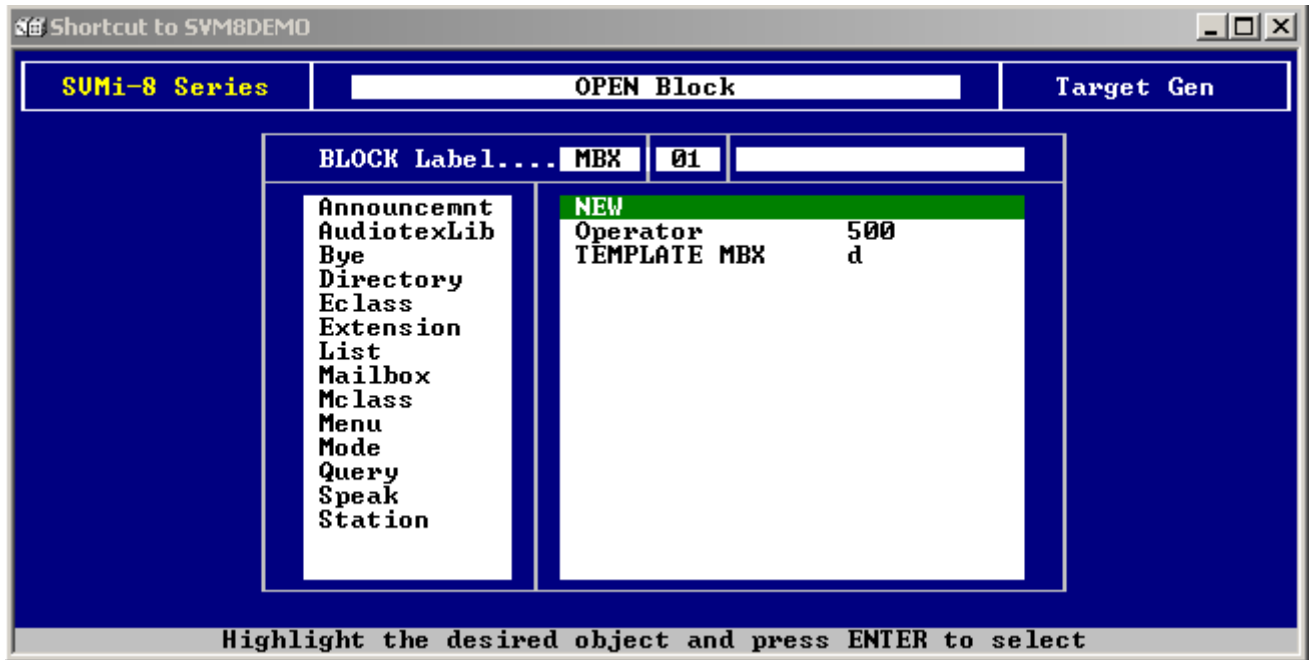 Shortcut to SVM8DEMO
SVMi-8 Series OPEN Block Target Gen
BLOCK Label.... MBX 01
Announcemnt
AudiotexLib
Bye
Directory
Eclass
Extension
List
Mailbox
Mclass
Menu
Mode
Query
Speak
Station
NEW
Operator 500
TEMPLATE MBX d
Highlight the desired object and press ENTER to select